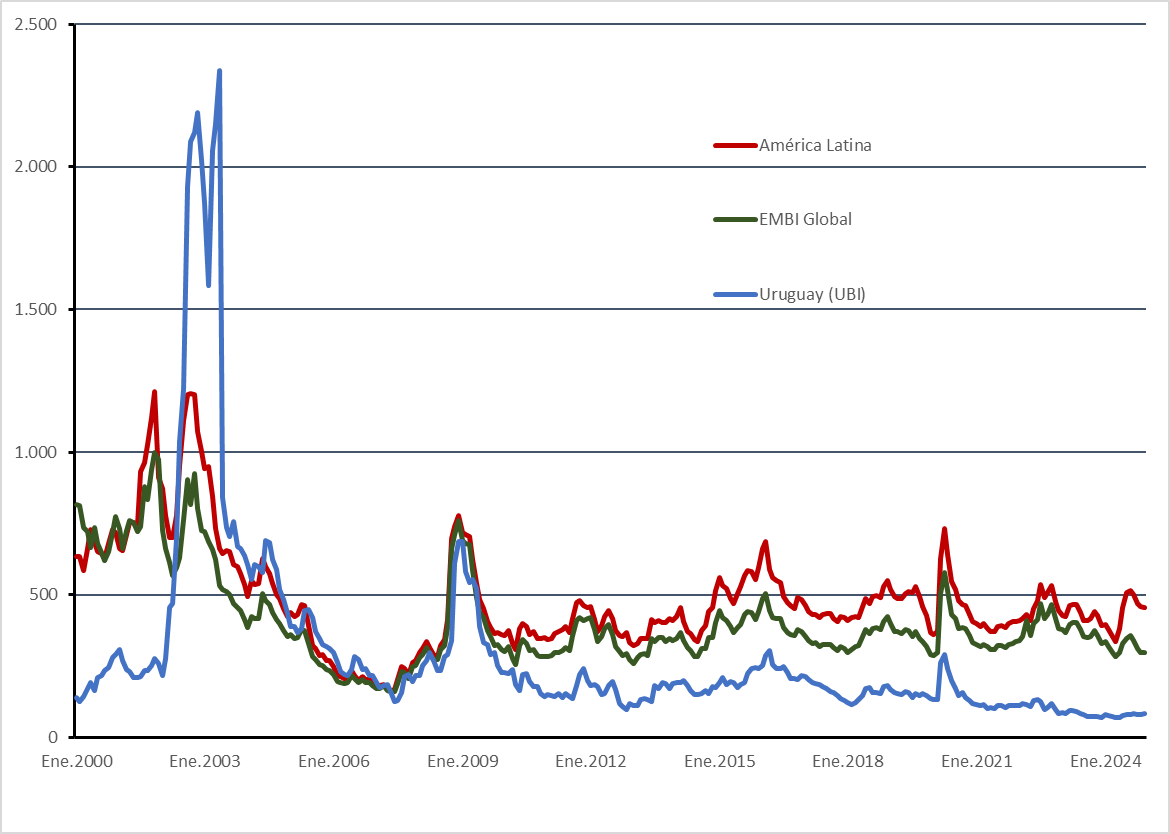 2.500
2.000
1.500
1.000
500
0
América Latina
EMBI Global
Uruguay (UBI)
Ene.2000 Ene.2003 Ene.2006 Ene.2009 Ene.2012 Ene.2015 Ene.2018 Ene.2021 Ene.2024